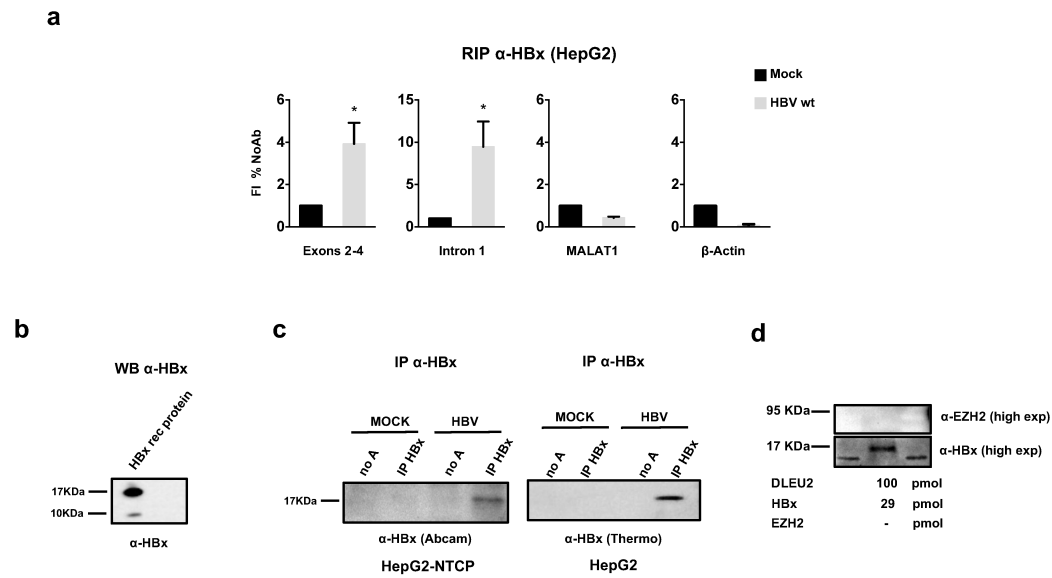 a
RIP α-HBx (HepG2)
Mock
HBV wt
FI % NoAb
6
4
2
0
*
Exons 2-4
15
10
5
0
*
Intron 1
6
4
2
0
MALAT1
6
4
2
0
β-Actin
b
WB α-HBx
HBx rec protein
17KDa
10KDa
α-HBx
c
IP α-HBx
MOCK HBV
no A IP HBx no A IP HBx
17KDa
α-HBx (Abcam)
HepG2-NTCP
IP α-HBx
MOCK HBV
no A IP HBx no A IP HBx
α-HBx (Thermo)
HepG2
d
95 KDa α-EZH2 (high exp)
17 KDa α-HBx (high exp)
DLEU2 100 pmol
HBx 29 pmol
EZH2 - pmol